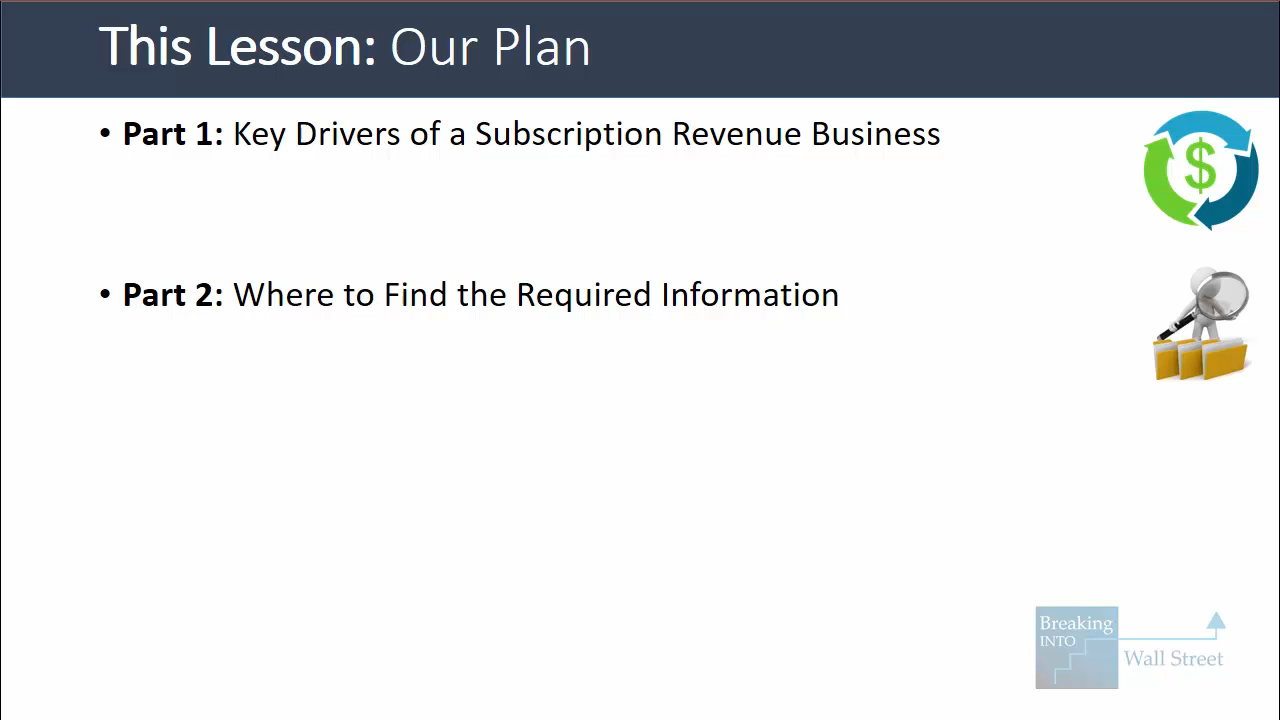 This Lesson: Our Plan
• Part 1: Key Drivers of a Subscription Revenue Business
$
• Part 2: Where to Find the Required Information
Breaking
INTO
Wall Street